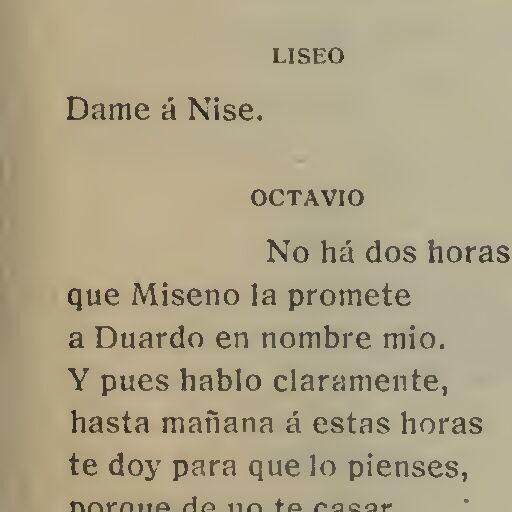 LISEO
Dame á Nise.
OCTAVIO
No há dos horas
que Miseno la promete
a Duardo en nombre mio.
Y pues hablo claramente,
hasta mañana á estas horas
te doy para que lo pienses,
porque de no te casar